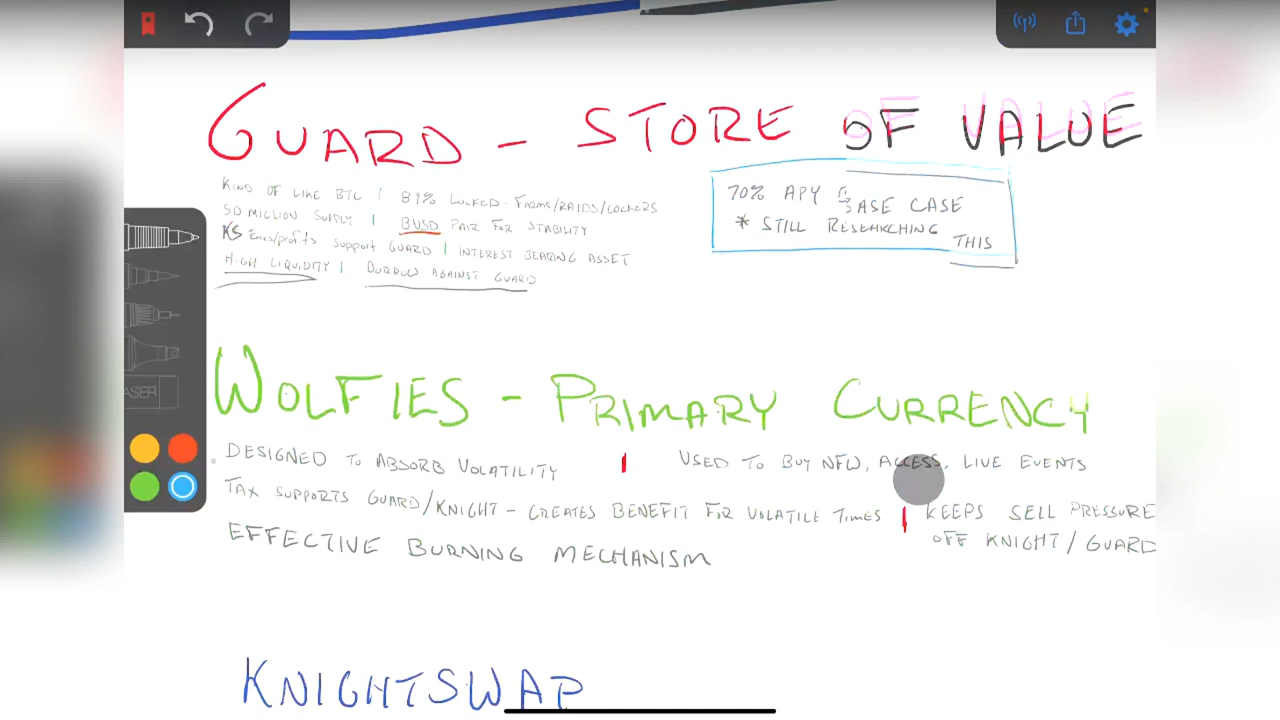 GUARD - STORE OF VALUE
KIND OF LIKE BTC | 89% LOCKED - FARMS/RAIDS/LOCKERS
50 MILLION SUPPLY | BUSD PAIR FOR STABILITY
KS Earns/profits support GUARD | INTEREST BEARING ASSET
HIGH LIQUIDITY | BORROW AGAINST GUARD
70% APY BASE CASE
* STILL RESEARCHING THIS
WOLFIES - PRIMARY CURRENCY
DESIGNED TO ABSORB VOLATILITY | USED TO BUY NFW, ACCESS, LIVE EVENTS
TAX SUPPORTS GUARD/KNIGHT - CREATES BENEFIT FOR VOLATILE TIMES | KEEPS SELL PRESSURE
OFF KNIGHT/GUARD
EFFECTIVE BURNING MECHANISM
KNIGHTSWAP
ASER